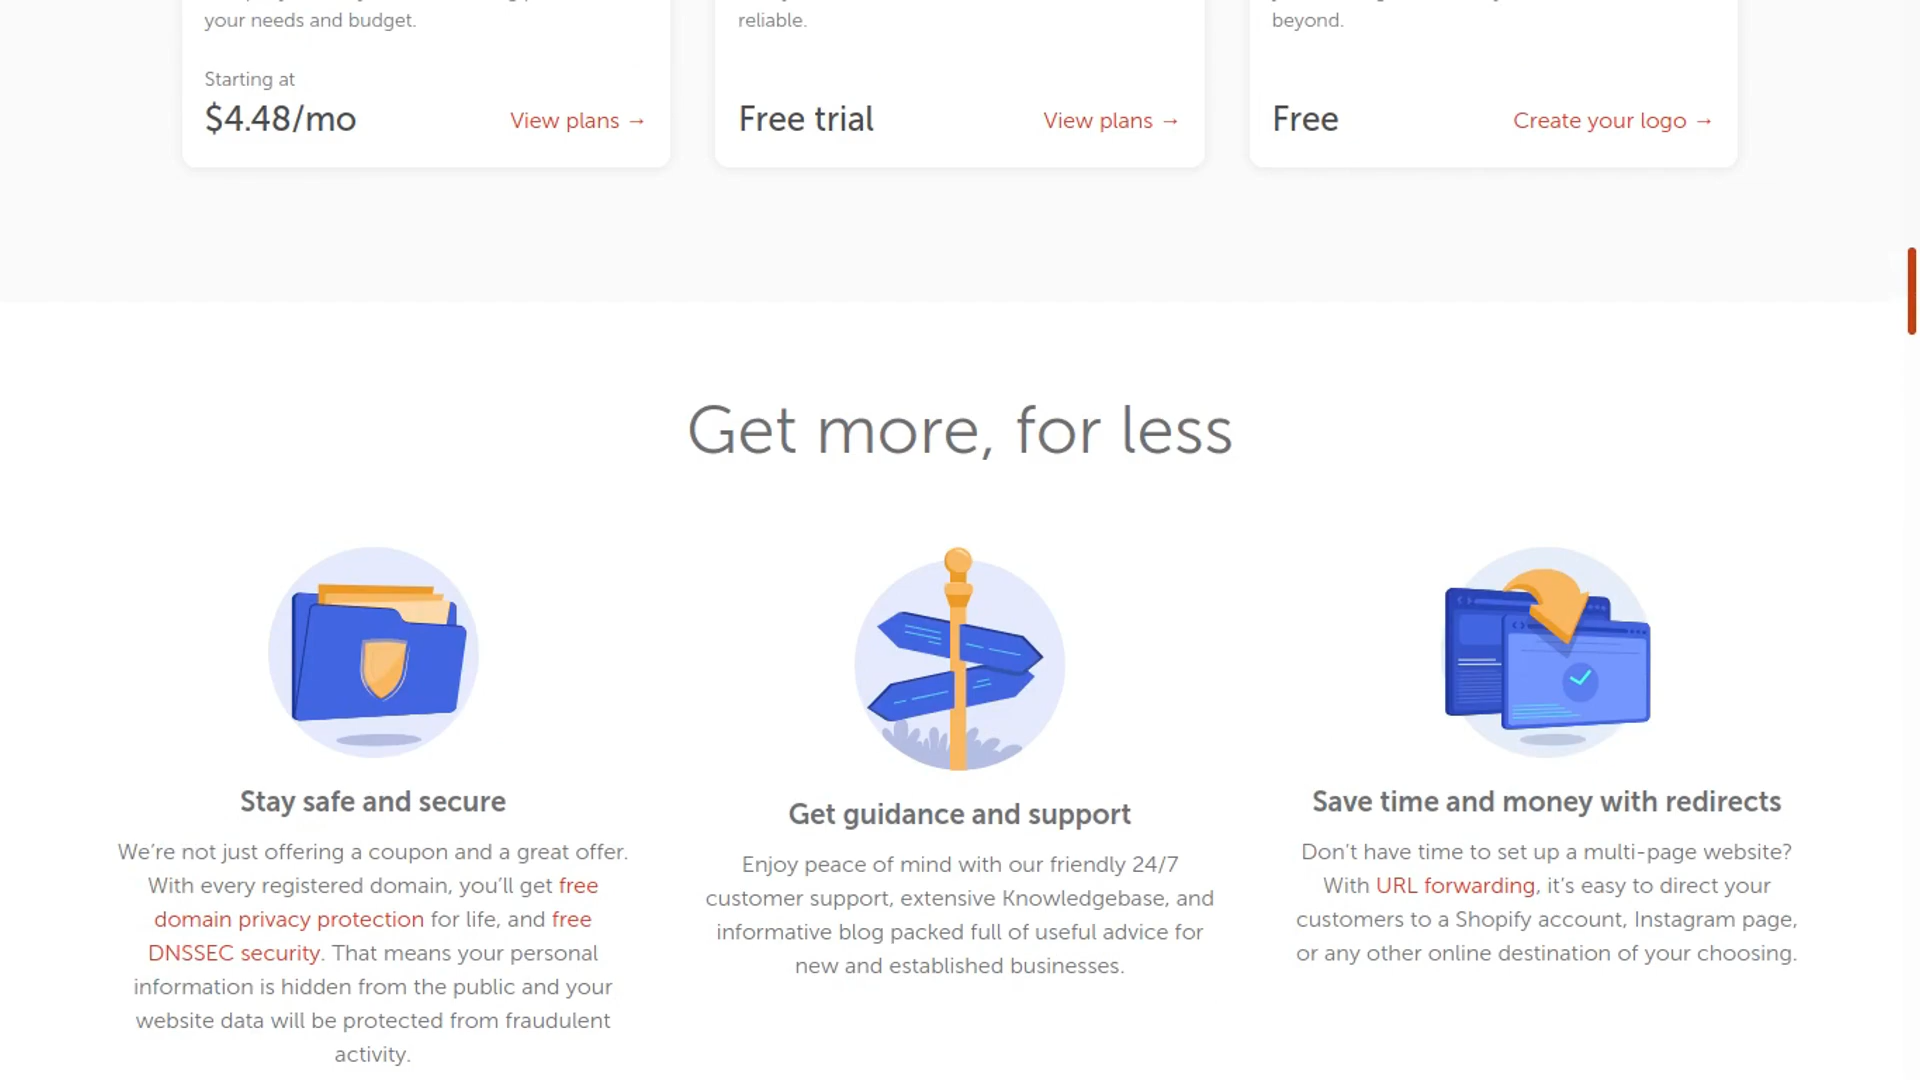 your needs and budget.
reliable.
beyond.
Starting at
$4.48/mo
View plans →
Free trial
View plans →
Free
Create your logo →
Get more, for less
Stay safe and secure
We’re not just offering a coupon and a great offer.
With every registered domain, you’ll get free
domain privacy protection for life, and free
DNSSEC security. That means your personal
information is hidden from the public and your
website data will be protected from fraudulent
activity.
Get guidance and support
Enjoy peace of mind with our friendly 24/7
customer support, extensive Knowledgebase, and
informative blog packed full of useful advice for
new and established businesses.
Save time and money with redirects
Don’t have time to set up a multi-page website?
With URL forwarding, it’s easy to direct your
customers to a Shopify account, Instagram page,
or any other online destination of your choosing.